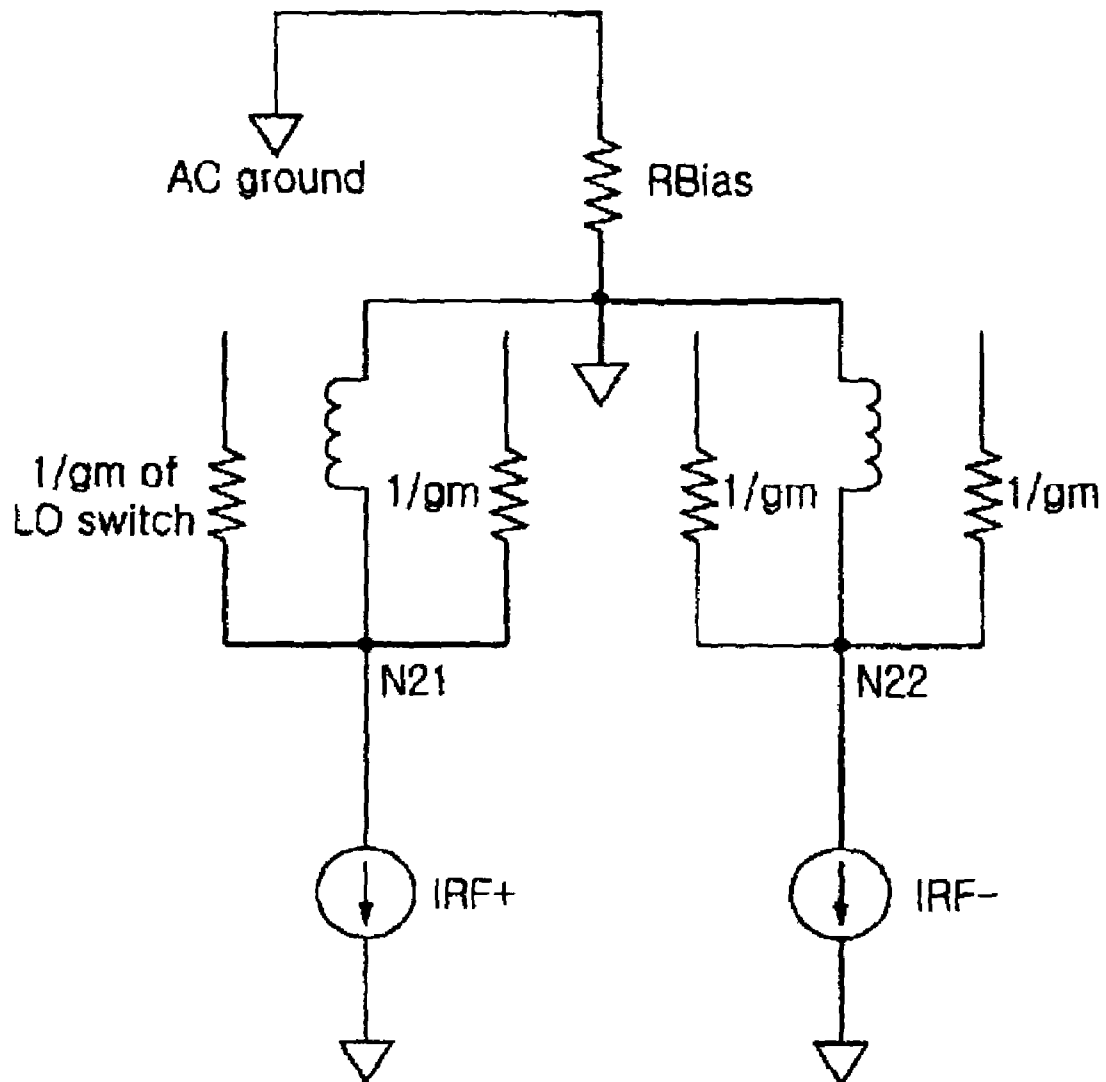 AC ground
RBias
1/gm of
LO switch
1/gm
1/gm
1/gm
N21
N22
IRF+
IRF-